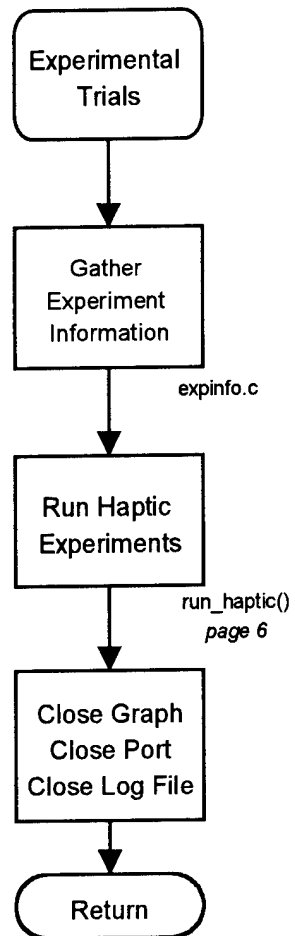 Experimental
Trials
Gather
Experiment
Information
expinfo.c
Run Haptic
Experiments
run_haptic()
page 6
Close Graph
Close Port
Close Log File
Return